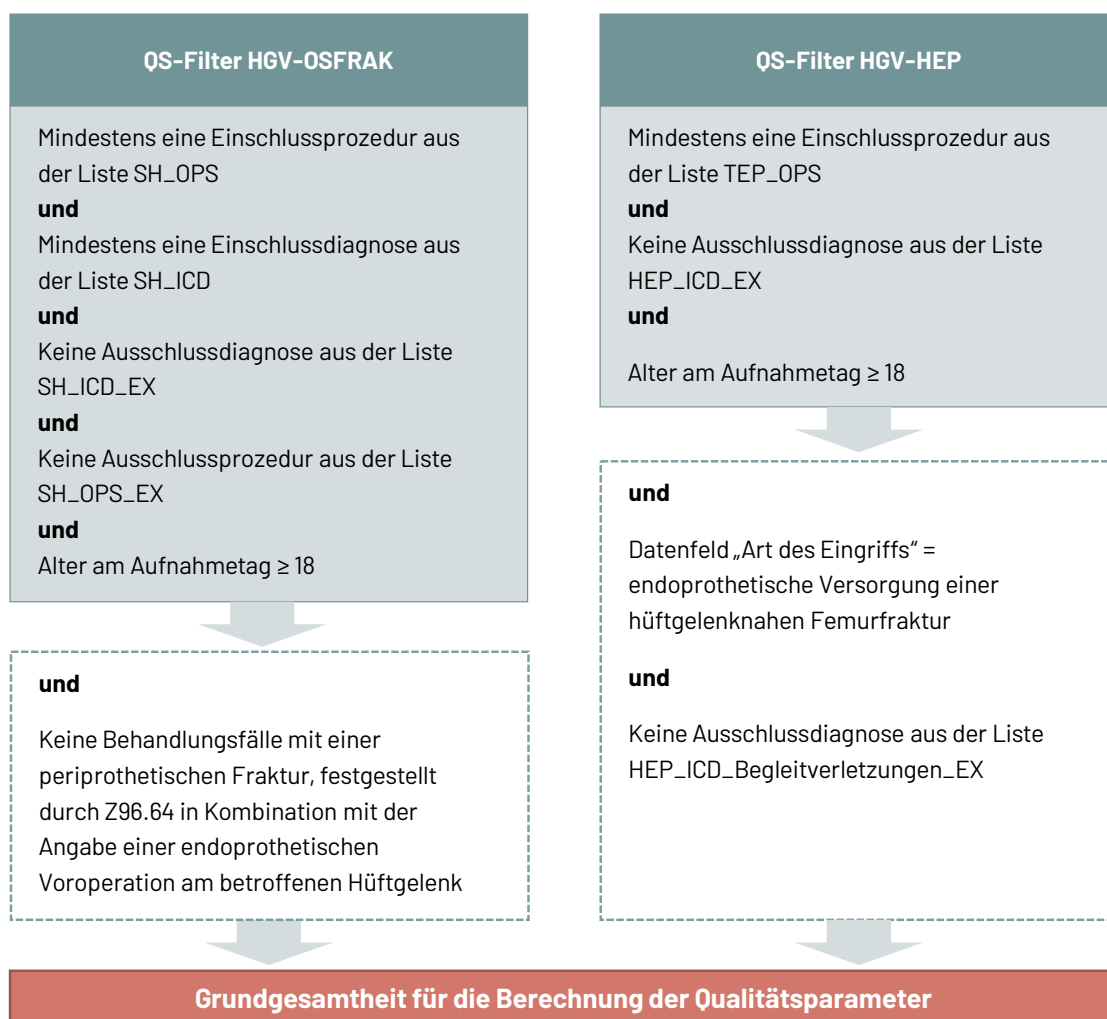 QS-Filter HGV-OSFRAK
Mindestens eine Einschlussprozedur aus
der Liste SH_OPS
und
Mindestens eine Einschlussdiagnose aus
der Liste SH_ICD
und
Keine Ausschlussdiagnose aus der Liste
SH_ICD_EX
und
Keine Ausschlussprozedur aus der Liste
SH_OPS_EX
und
Alter am Aufnahmetag ≥ 18
und
Keine Behandlungsfälle mit einer
periprothetischen Fraktur, festgestellt
durch Z96.64 in Kombination mit der
Angabe einer endoprothetischen
Voroperation am betroffenen Hüftgelenk
QS-Filter HGV-HEP
Mindestens eine Einschlussprozedur aus
der Liste TEP_OPS
und
Keine Ausschlussdiagnose aus der Liste
HEP_ICD_EX
und
Alter am Aufnahmetag ≥ 18
und
Datenfeld „Art des Eingriffs“ =
endoprothetische Versorgung einer
hüftgelenknahen Femurfraktur
und
Keine Ausschlussdiagnose aus der Liste
HEP_ICD_Begleitverletzungen_EX
Grundgesamtheit für die Berechnung der Qualitätsparameter